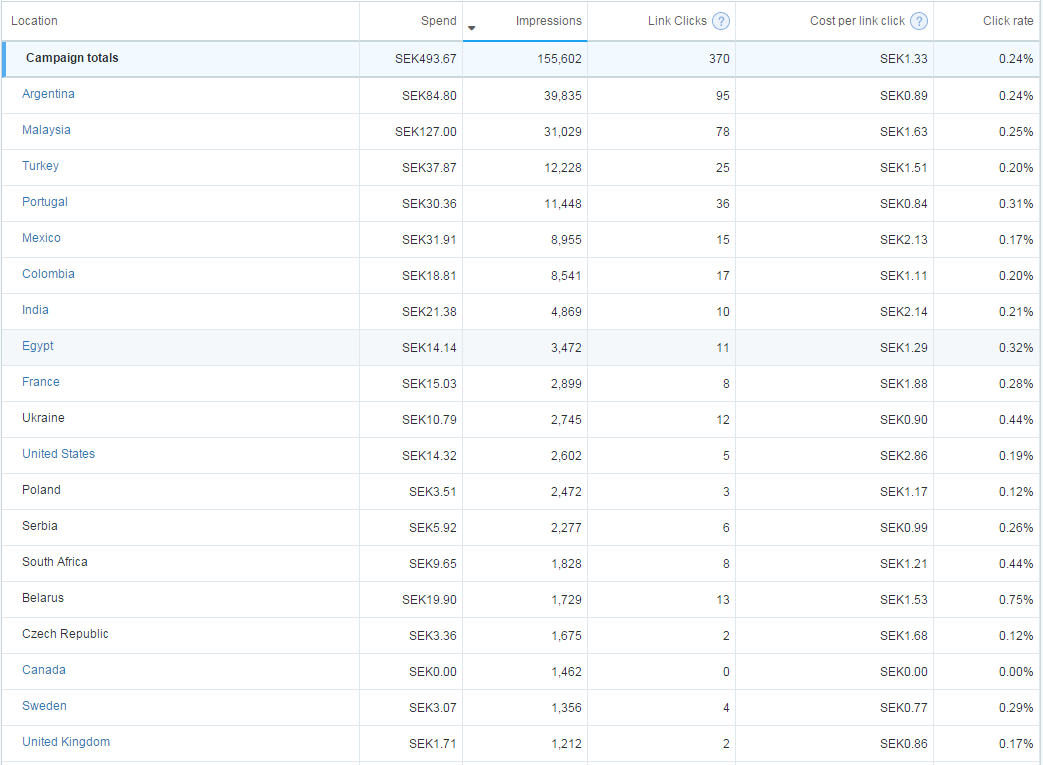 Location Spend Impressions Link Clicks ? Cost per link click ? Click rate
Campaign totals SEK493.67 155,602 370 SEK1.33 0.24%
Argentina SEK84.80 39,835 95 SEK0.89 0.24%
Malaysia SEK127.00 31,029 78 SEK1.63 0.25%
Turkey SEK37.87 12,228 25 SEK1.51 0.20%
Portugal SEK30.36 11,448 36 SEK0.84 0.31%
Mexico SEK31.91 8,955 15 SEK2.13 0.17%
Colombia SEK18.81 8,541 17 SEK1.11 0.20%
India SEK21.38 4,869 10 SEK2.14 0.21%
Egypt SEK14.14 3,472 11 SEK1.29 0.32%
France SEK15.03 2,899 8 SEK1.88 0.28%
Ukraine SEK10.79 2,745 12 SEK0.90 0.44%
United States SEK14.32 2,602 5 SEK2.86 0.19%
Poland SEK3.51 2,472 3 SEK1.17 0.12%
Serbia SEK5.92 2,277 6 SEK0.99 0.26%
South Africa SEK9.65 1,828 8 SEK1.21 0.44%
Belarus SEK19.90 1,729 13 SEK1.53 0.75%
Czech Republic SEK3.36 1,675 2 SEK1.68 0.12%
Canada SEK0.00 1,462 0 SEK0.00 0.00%
Sweden SEK3.07 1,356 4 SEK0.77 0.29%
United Kingdom SEK1.71 1,212 2 SEK0.86 0.17%